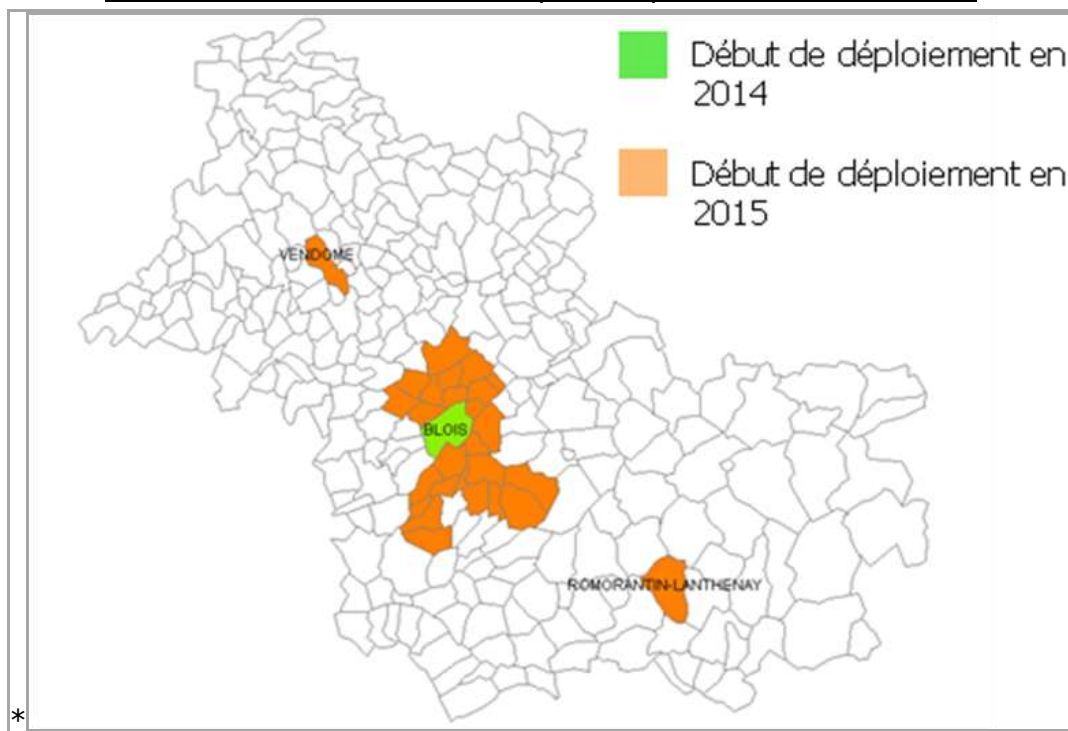 Début de déploiement en
2014
Début de déploiement en
2015
VENDOME
BLOIS
ROMORANTIN-LANTHENAY
*